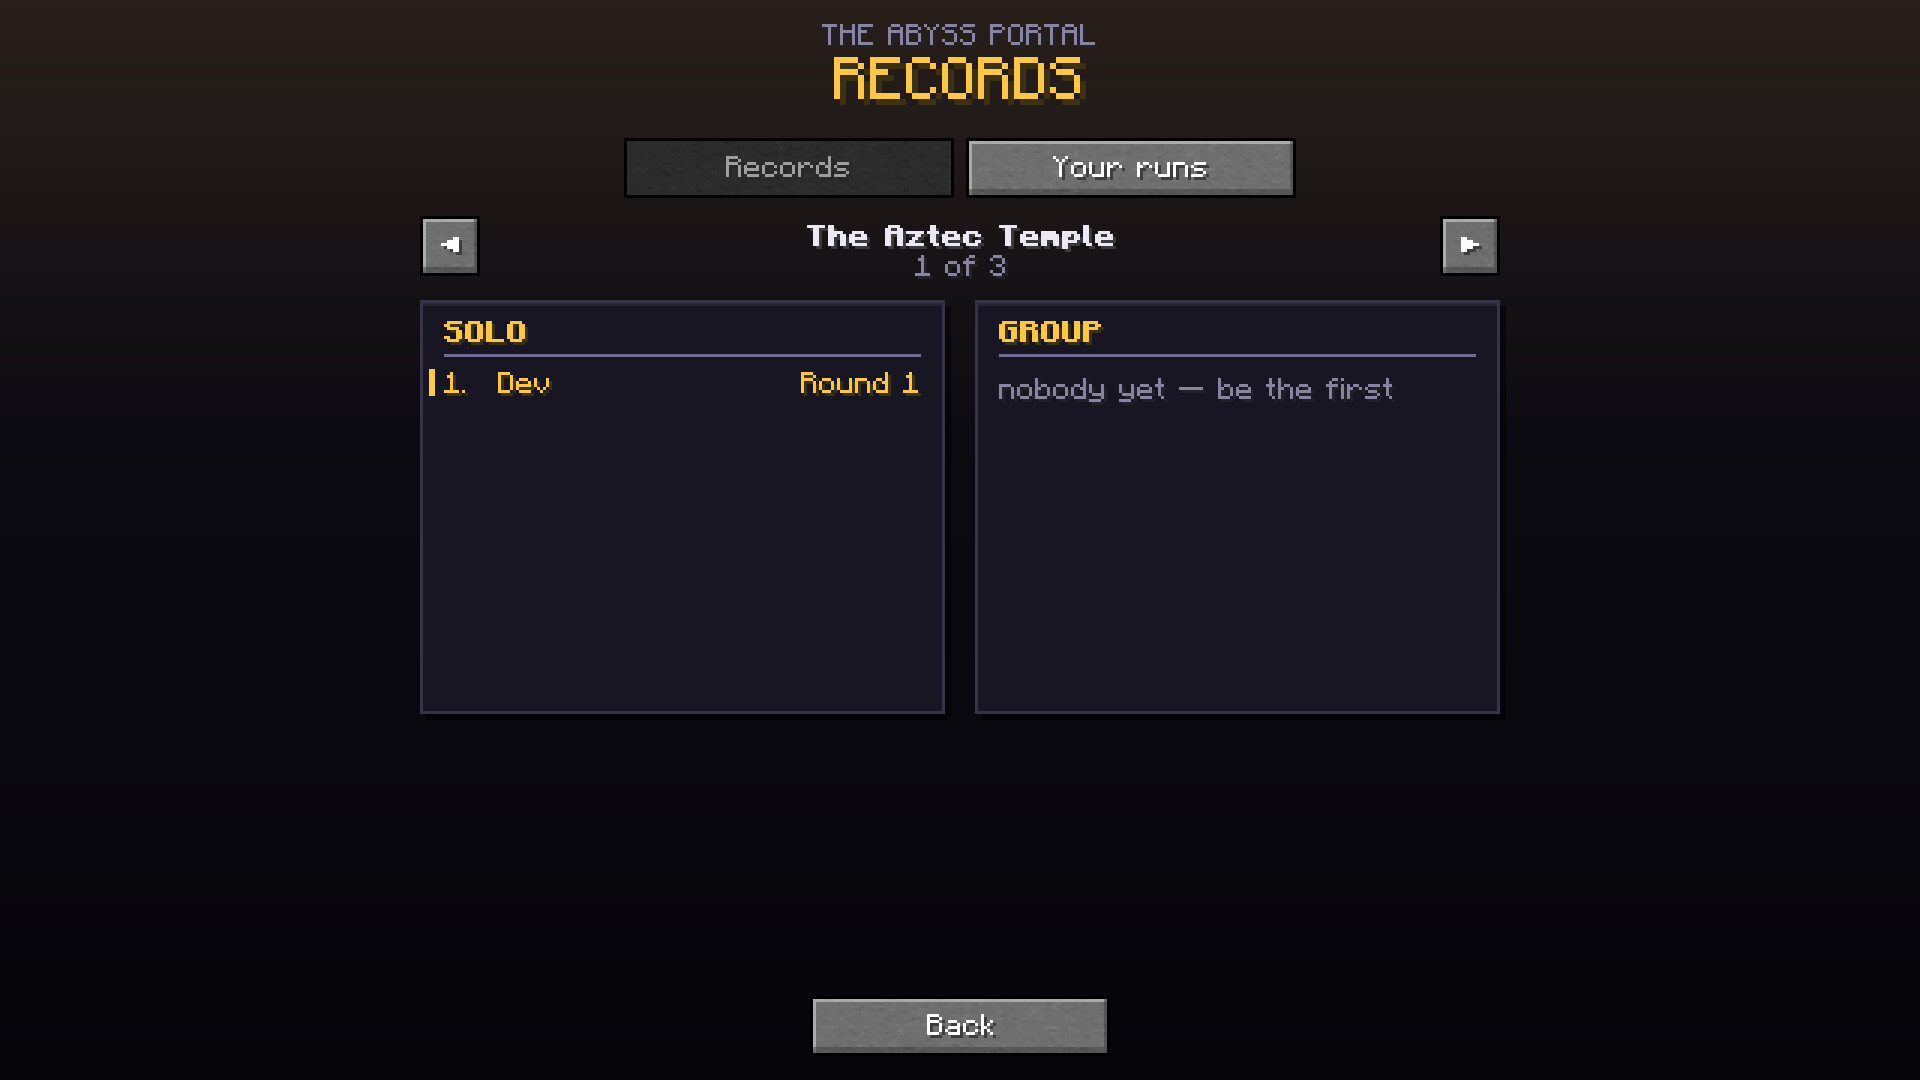 THE ABYSS PORTAL
RECORDS
Records
Your runs
◀
The Aztec Temple
▶
1 of 3
SOLO
1. Dev Round 1
GROUP
nobody yet — be the first
Back